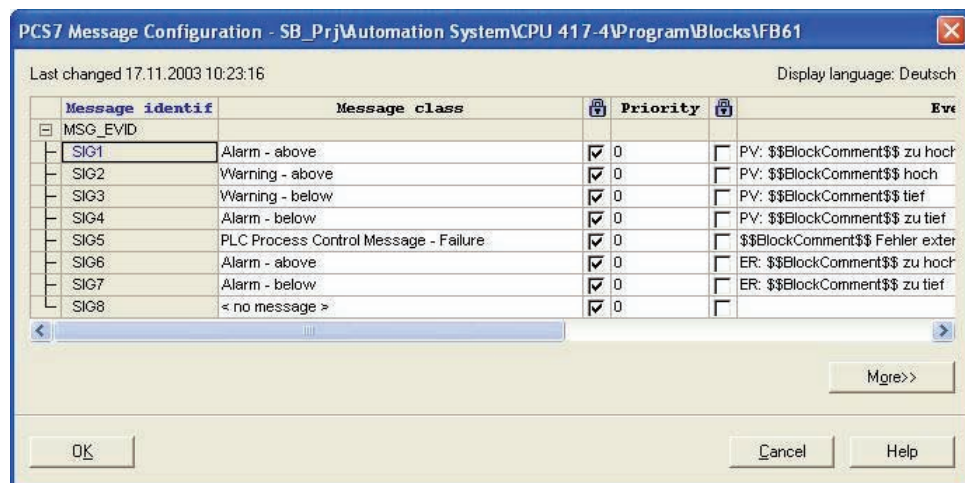 PCS7 Message Configuration - SB_Prj\Automation System\CPU 417-4\Program\Blocks\FB61
Last changed 17.11.2003 10:23:16 Display language: Deutsch
Message identif Message class Priority Eve
MSG_EVID
SIG1 Alarm - above 0 PV: $$BlockComment$$ zu hoch
SIG2 Warning - above 0 PV: $$BlockComment$$ hoch
SIG3 Warning - below 0 PV: $$BlockComment$$ tief
SIG4 Alarm - below 0 PV: $$BlockComment$$ zu tief
SIG5 PLC Process Control Message - Failure 0 $$BlockComment$$ Fehler exter
SIG6 Alarm - above 0 ER: $$BlockComment$$ zu hoch
SIG7 Alarm - below 0 ER: $$BlockComment$$ zu tief
SIG8 < no message > 0
More>>
OK Cancel Help